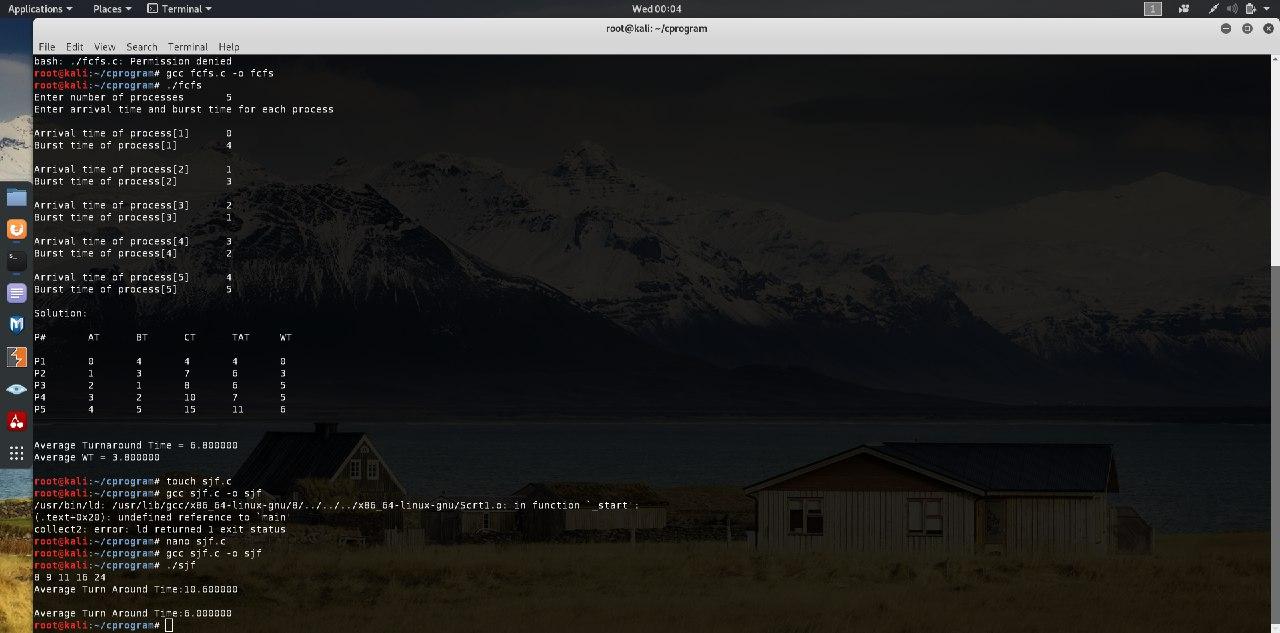 Applications Places Terminal Wed 00:04 1
root@kali: ~/cprogram
File Edit View Search Terminal Help
bash: ./fcfs.c: Permission denied
root@kali:~/cprogram# gcc fcfs.c -o fcfs
root@kali:~/cprogram# ./fcfs
Enter number of processes 5
Enter arrival time and burst time for each process
Arrival time of process[1] 0
Burst time of process[1] 4
Arrival time of process[2] 1
Burst time of process[2] 3
Arrival time of process[3] 2
Burst time of process[3] 1
Arrival time of process[4] 3
Burst time of process[4] 2
Arrival time of process[5] 4
Burst time of process[5] 5
Solution:
P# AT BT CT TAT WT
P1 0 4 4 4 0
P2 1 3 7 6 3
P3 2 1 8 6 5
P4 3 2 10 7 5
P5 4 5 15 11 6
Average Turnaround Time = 6.800000
Average WT = 3.800000
root@kali:~/cprogram# touch sjf.c
root@kali:~/cprogram# gcc sjf.c -o sjf
/usr/bin/ld: /usr/lib/gcc/x86_64-linux-gnu/8/../../../x86_64-linux-gnu/Scrt1.o: in function `_start':
(.text+0x20): undefined reference to `main'
collect2: error: ld returned 1 exit status
root@kali:~/cprogram# nano sjf.c
root@kali:~/cprogram# gcc sjf.c -o sjf
root@kali:~/cprogram# ./sjf
8 9 11 16 24
Average Turn Around Time:10.600000
Average Turn Around Time:6.000000
root@kali:~/cprogram#